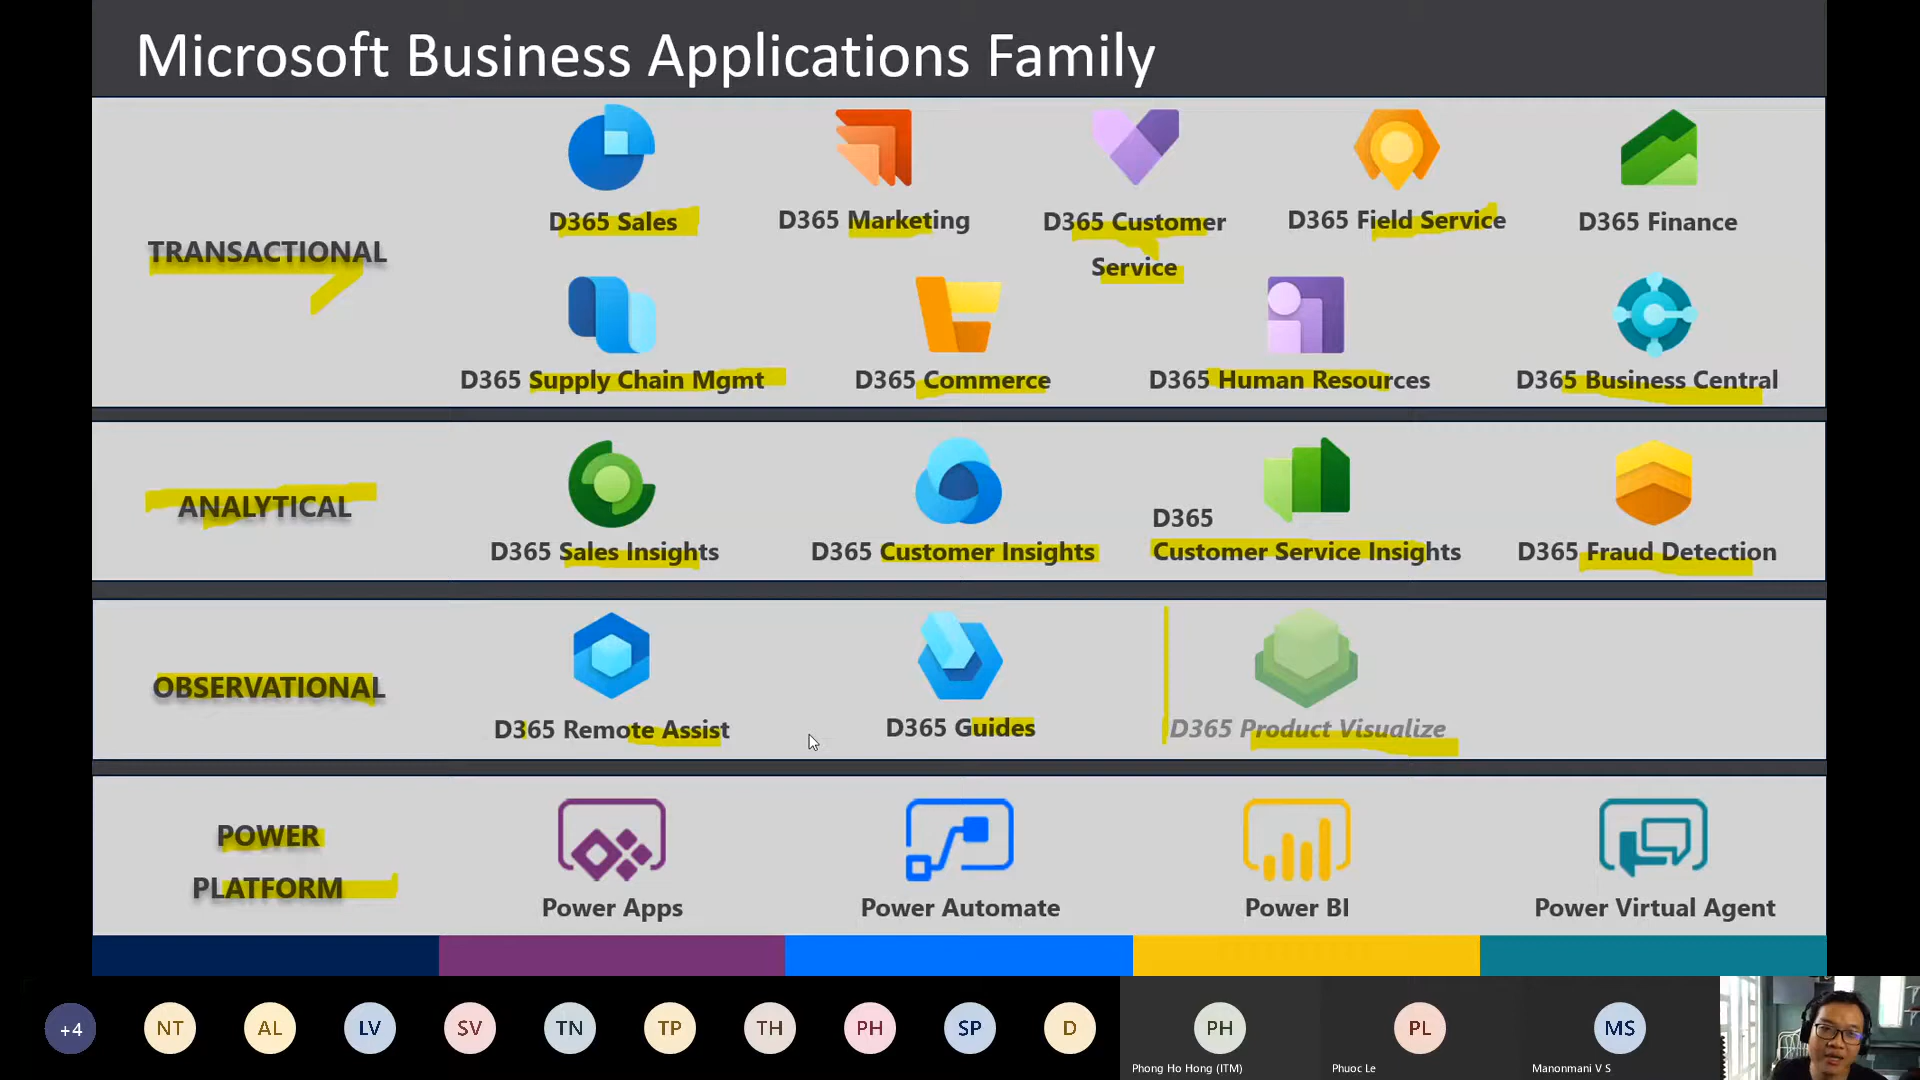 Microsoft Business Applications Family
TRANSACTIONAL
D365 Sales
D365 Marketing
D365 Customer
Service
D365 Field Service
D365 Finance
D365 Supply Chain Mgmt
D365 Commerce
D365 Human Resources
D365 Business Central
ANALYTICAL
D365 Sales Insights
D365 Customer Insights
D365
Customer Service Insights
D365 Fraud Detection
OBSERVATIONAL
D365 Remote Assist
D365 Guides
D365 Product Visualize
POWER
PLATFORM
Power Apps
Power Automate
Power BI
Power Virtual Agent
+4
NT
AL
LV
SV
TN
TP
TH
PH
SP
D
PH
Phong Ho Hong (ITM)
PL
Phuoc Le
MS
Manonmani V S